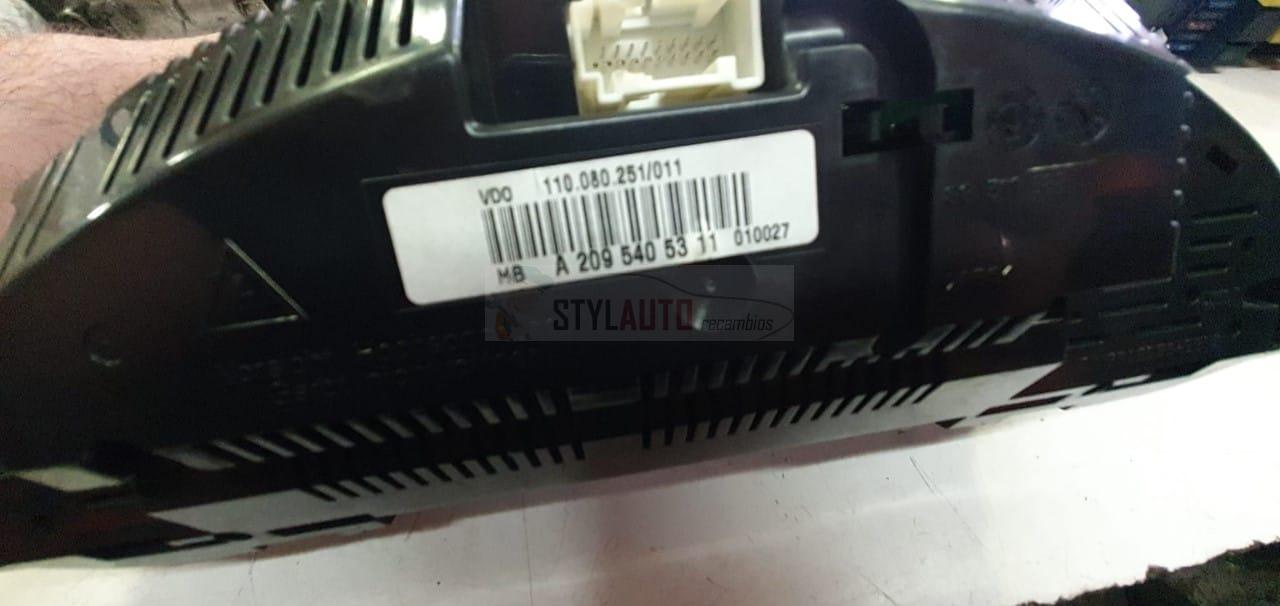 VDO 110.080.251/011
MB A 209 540 53 11 010027
STYLAUTO
recambios